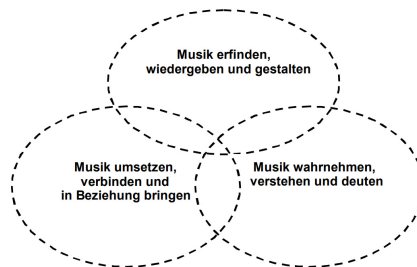 Musik erfinden,
wiedergeben und gestalten
Musik umsetzen,
verbinden und
in Beziehung bringen
Musik wahrnehmen,
verstehen und deuten